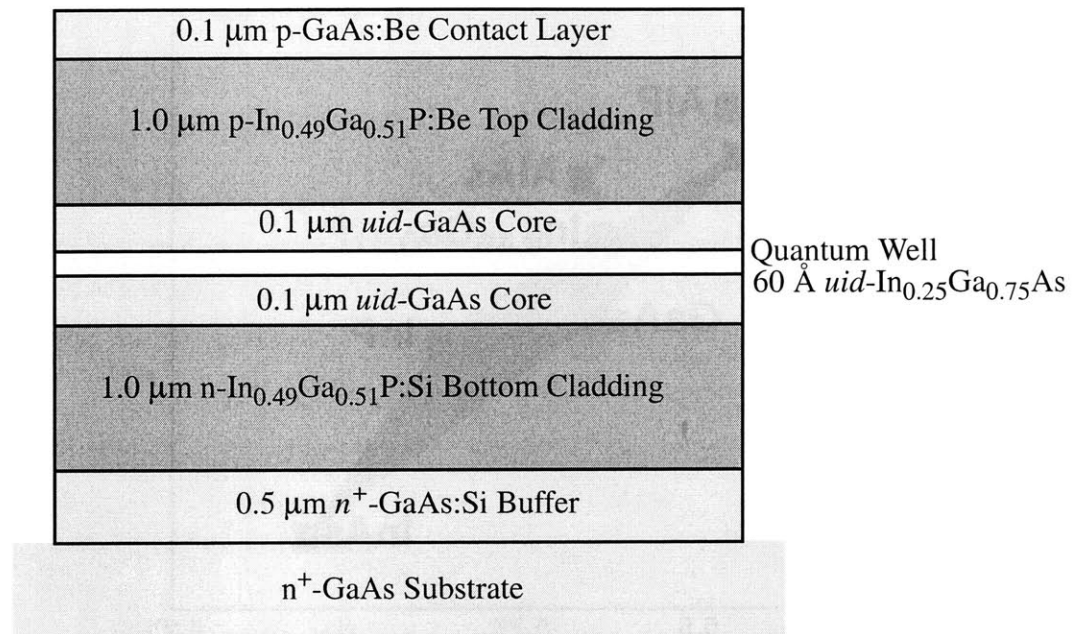 0.1 μm p-GaAs:Be Contact Layer
1.0 μm p-In₀.₄₉Ga₀.₅₁P:Be Top Cladding
0.1 μm uid-GaAs Core
Quantum Well
60 Å uid-In₀.₂₅Ga₀.₇₅As
0.1 μm uid-GaAs Core
1.0 μm n-In₀.₄₉Ga₀.₅₁P:Si Bottom Cladding
0.5 μm n⁺-GaAs:Si Buffer
n⁺-GaAs Substrate